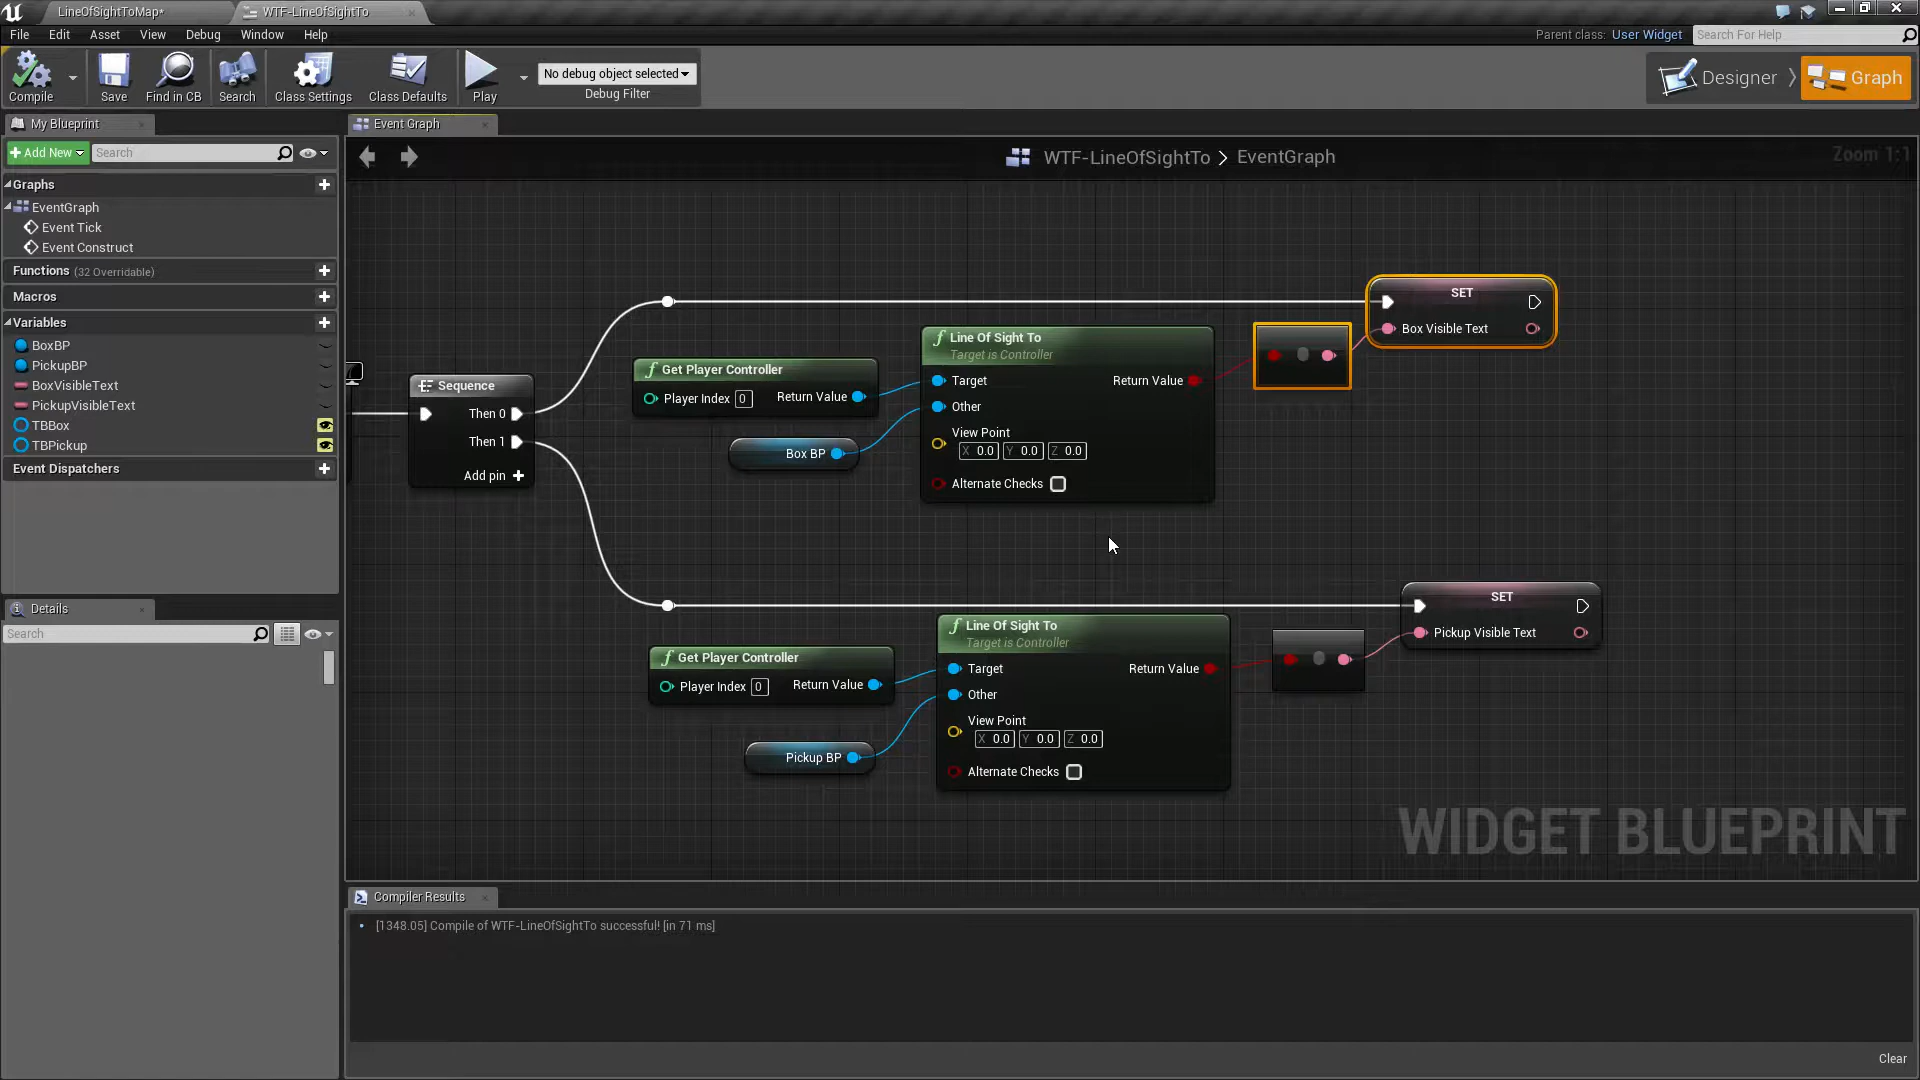 LineOfSightToMap*
WTF-LineOfSightTo
File Edit Asset View Debug Window Help
Parent class: User Widget
Search For Help
Compile
Save
Find in CB
Search
Class Settings
Class Defaults
Play
No debug object selected
Debug Filter
Designer
Graph
My Blueprint
Event Graph
Add New
Search
WTF-LineOfSightTo > EventGraph
Zoom 1:1
Graphs
EventGraph
Event Tick
Event Construct
Functions (32 Overridable)
Macros
Variables
BoxBP
PickupBP
BoxVisibleText
PickupVisibleText
TBBox
TBPickup
Event Dispatchers
Details
Search
Sequence
Then 0
Then 1
Add pin
Get Player Controller
Player Index 0
Return Value
Box BP
Line Of Sight To
Target is Controller
Target
Return Value
Other
View Point
X 0.0 Y 0.0 Z 0.0
Alternate Checks
SET
Box Visible Text
Get Player Controller
Player Index 0
Return Value
Pickup BP
Line Of Sight To
Target is Controller
Target
Return Value
Other
View Point
X 0.0 Y 0.0 Z 0.0
Alternate Checks
SET
Pickup Visible Text
WIDGET BLUEPRINT
Compiler Results
[1348.05] Compile of WTF-LineOfSightTo successful! [in 71 ms]
Clear